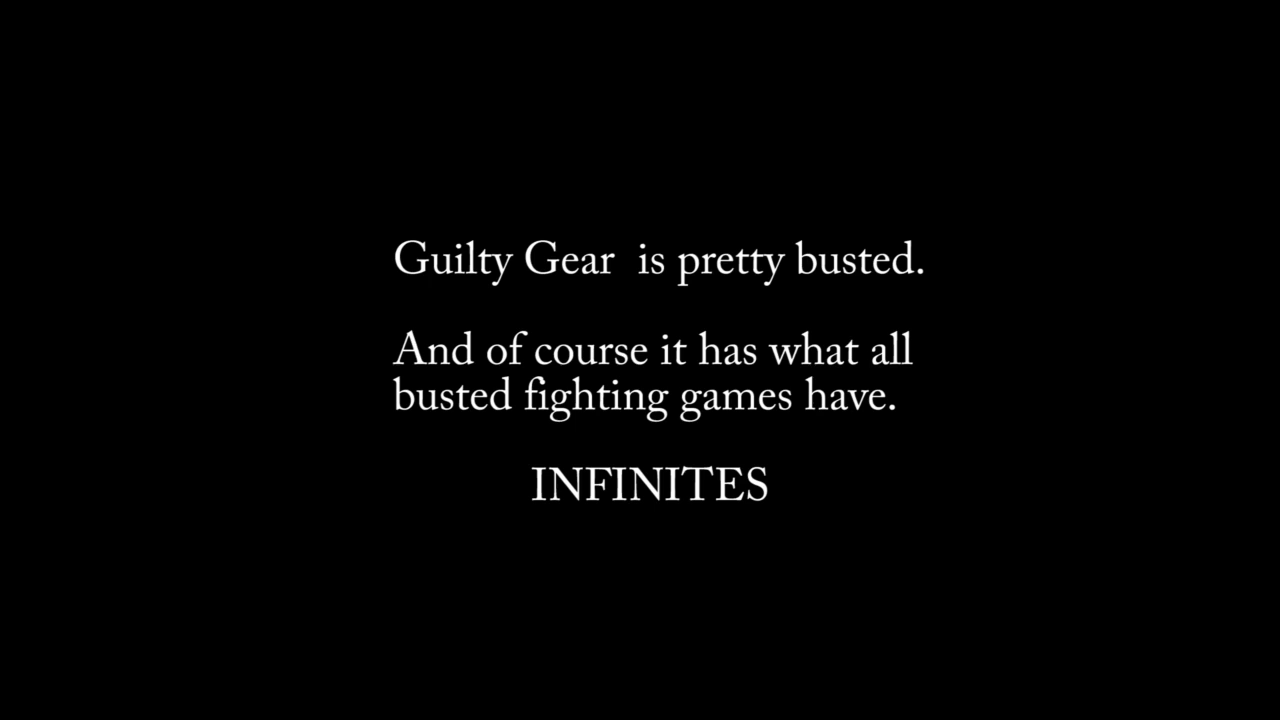 Guilty Gear  is pretty busted.
And of course it has what all
busted fighting games have.
INFINITES